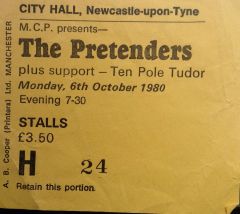 CITY HALL, Newcastle-upon-Tyne
M.C.P. presents—
The Pretenders
plus support – Ten Pole Tudor
Monday, 6th October 1980
Evening 7-30
STALLS
£3.50
H 24
Retain this portion.
A. B. Cooper (Printers) Ltd. MANCHESTER